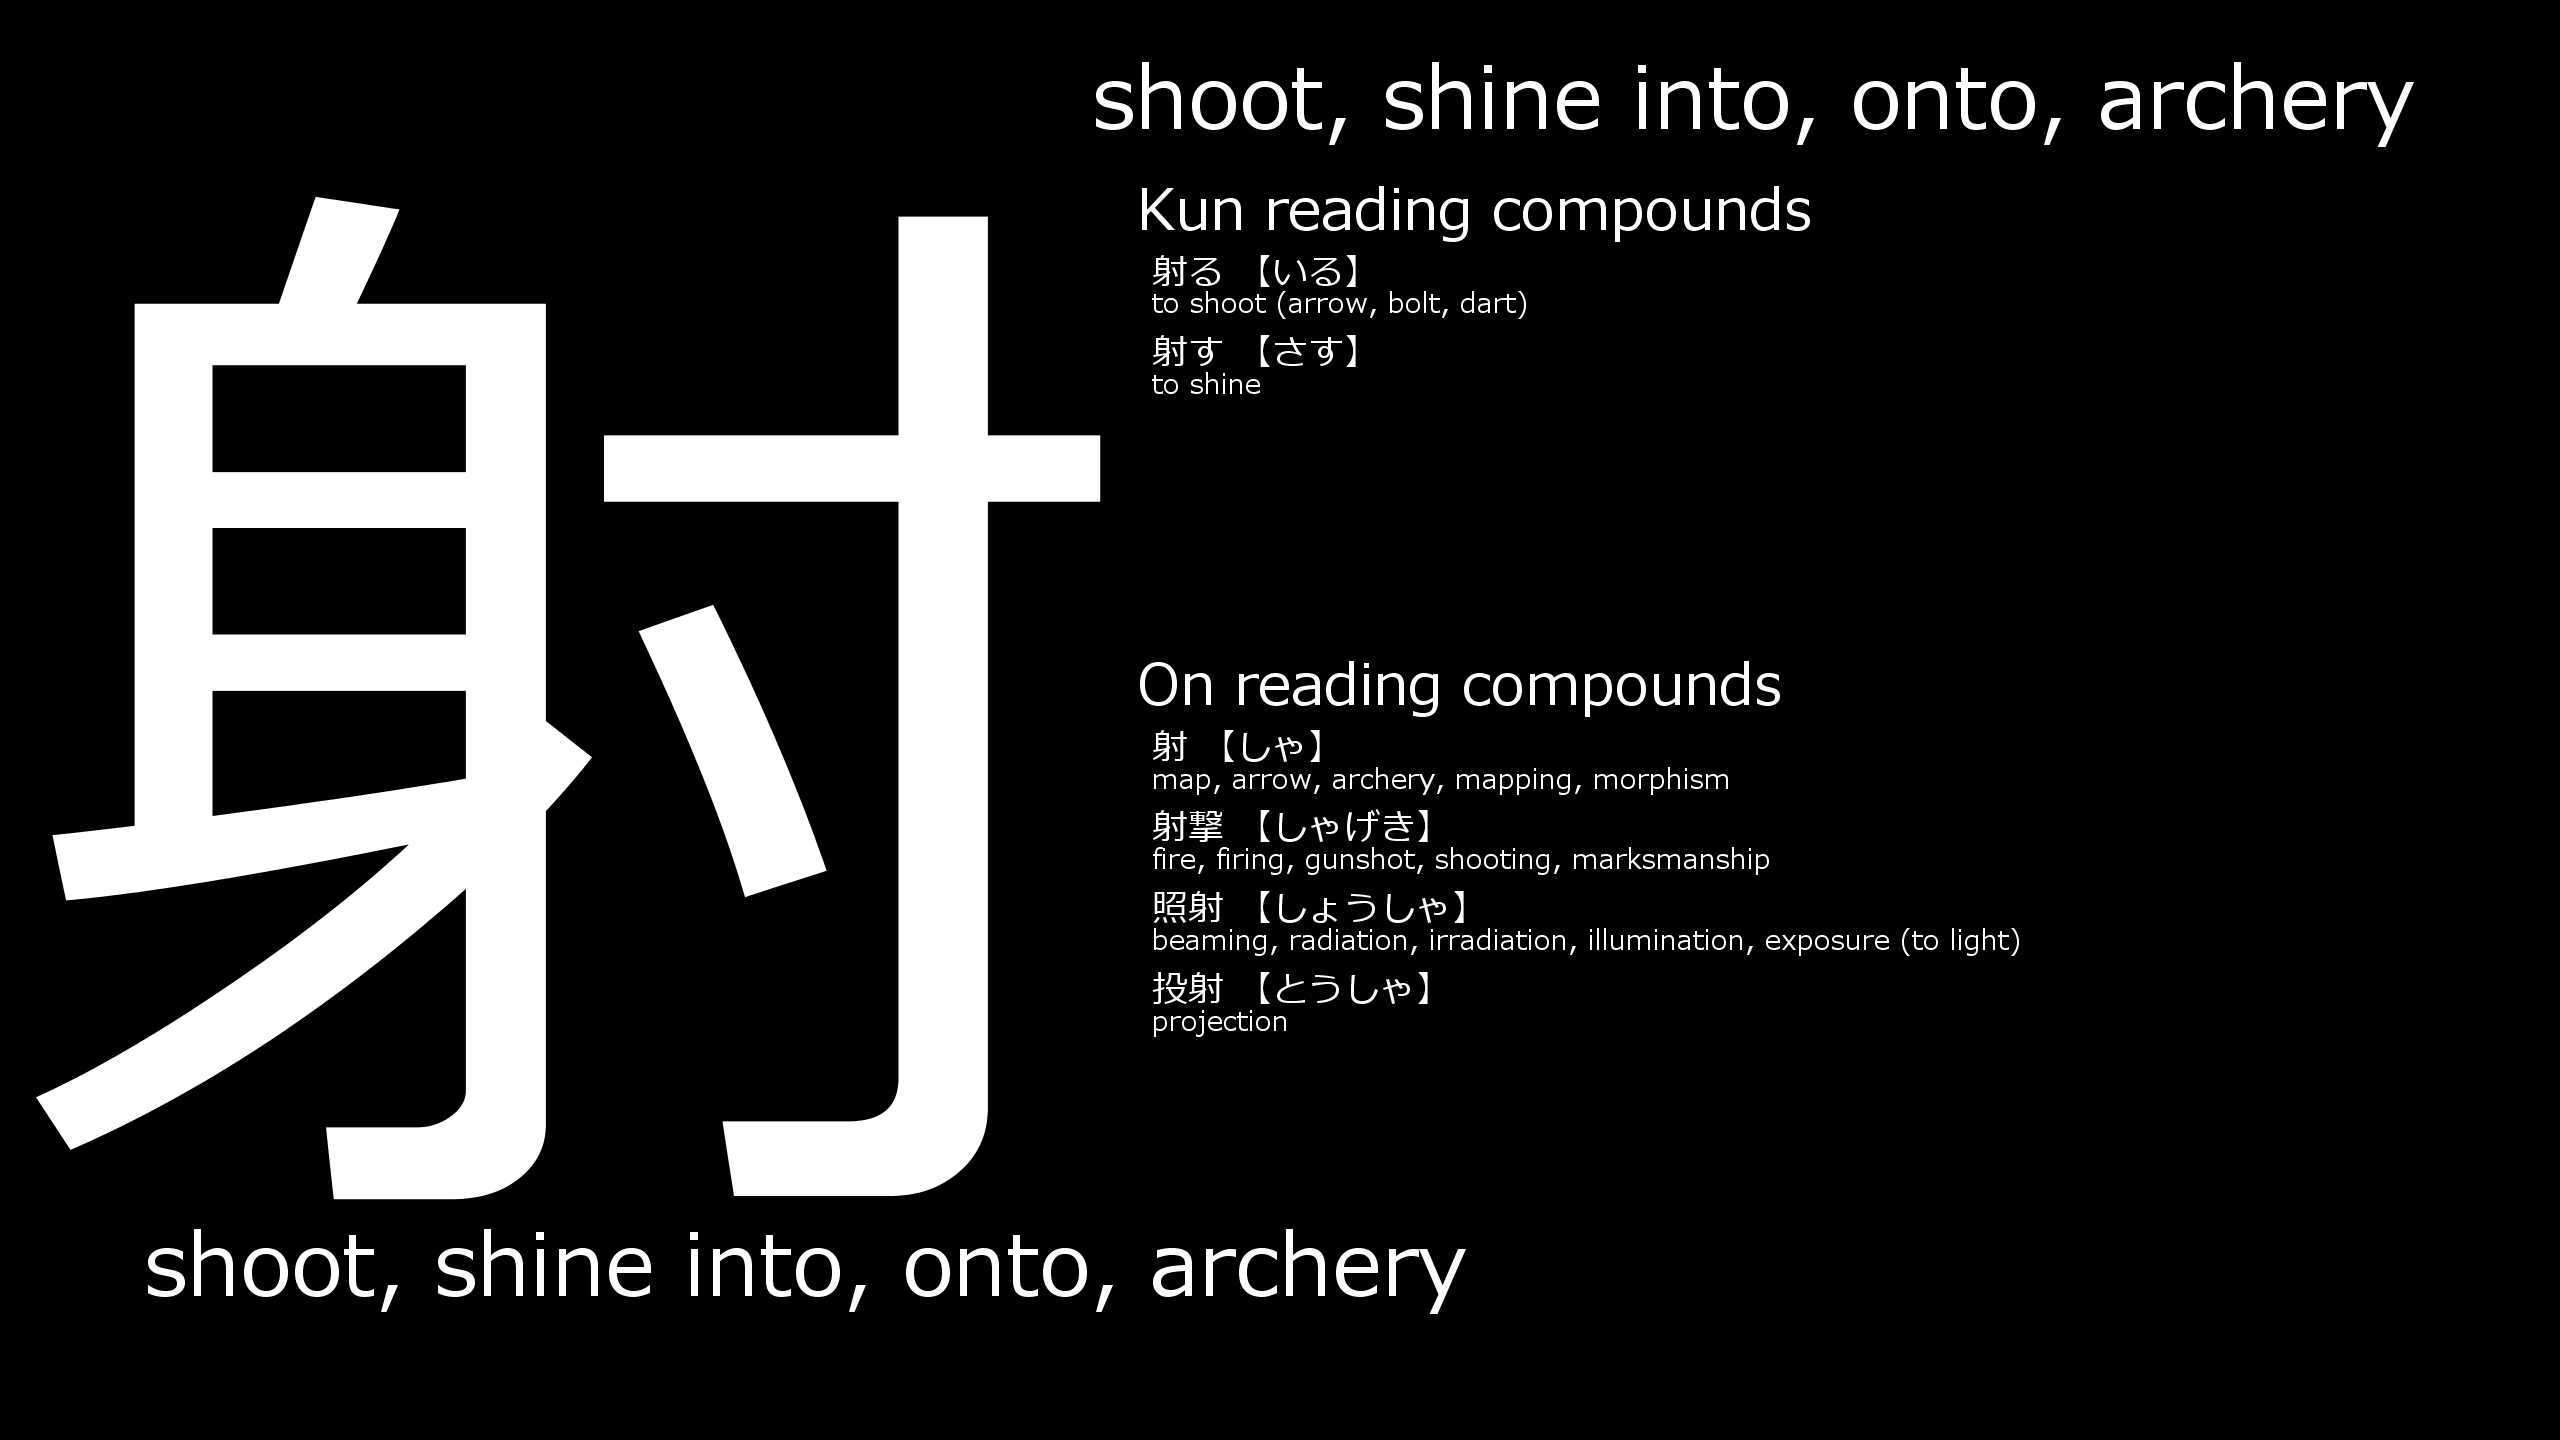 shoot, shine into, onto, archery
射
Kun reading compounds
射る 【いる】
to shoot (arrow, bolt, dart)
射す 【さす】
to shine
On reading compounds
射 【しゃ】
map, arrow, archery, mapping, morphism
射撃 【しゃげき】
fire, firing, gunshot, shooting, marksmanship
照射 【しょうしゃ】
beaming, radiation, irradiation, illumination, exposure (to light)
投射 【とうしゃ】
projection
shoot, shine into, onto, archery